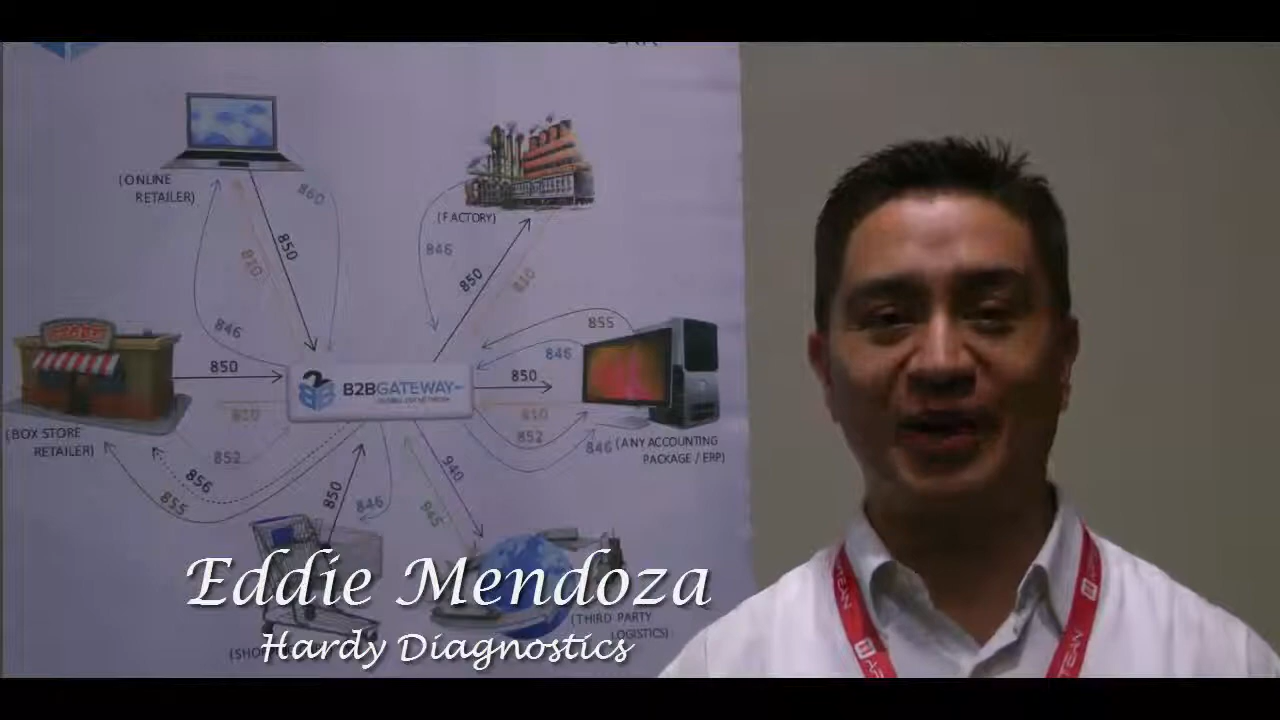 (ONLINE
RETAILER)
860
850
810
846
(FACTORY)
846
850
810
855
846
850
850
810
810
852
852
846
(ANY ACCOUNTING
PACKAGE / ERP)
B2BGATEWAY
(BOX STORE
RETAILER)
856
855
850
846
940
945
(THIRD PARTY
LOGISTICS)
Eddie Mendoza
Hardy Diagnostics
APTEAN